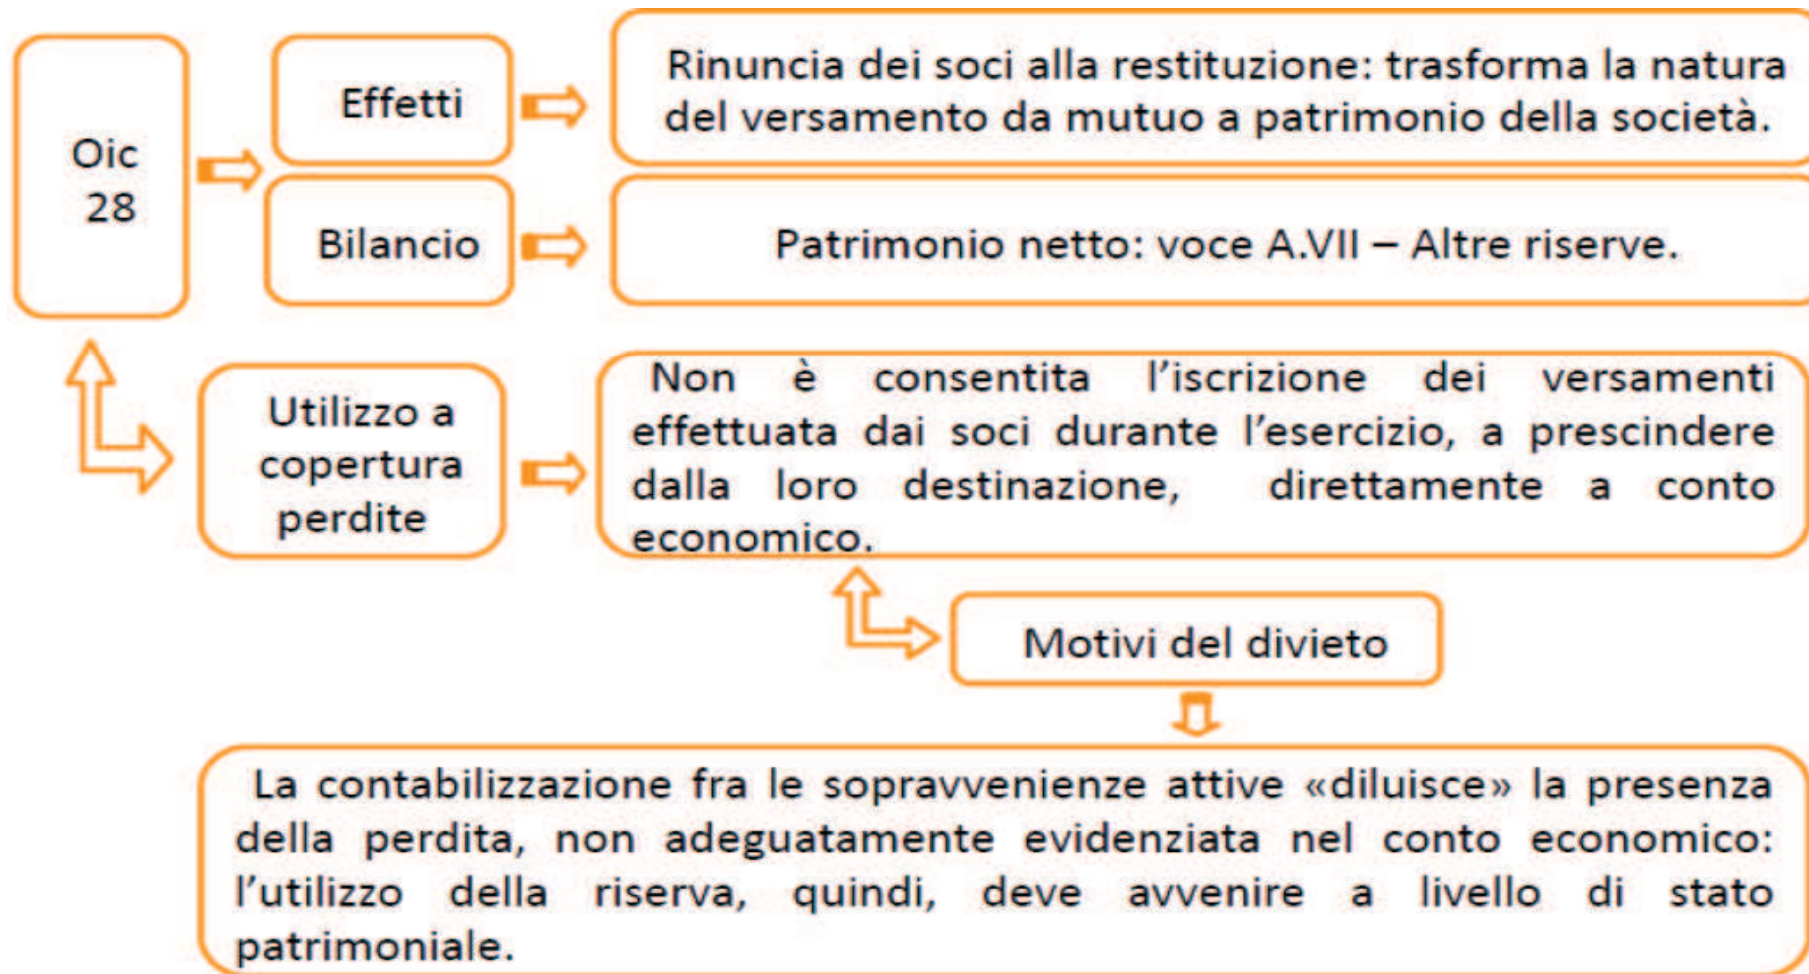 Oic
28
Effetti
Rinuncia dei soci alla restituzione: trasforma la natura
del versamento da mutuo a patrimonio della società.
Bilancio
Patrimonio netto: voce A.VII – Altre riserve.
Utilizzo a
copertura
perdite
Non è consentita l'iscrizione dei versamenti
effettuata dai soci durante l'esercizio, a prescindere
dalla loro destinazione, direttamente a conto
economico.
Motivi del divieto
La contabilizzazione fra le sopravvenienze attive «diluisce» la presenza
della perdita, non adeguatamente evidenziata nel conto economico:
l'utilizzo della riserva, quindi, deve avvenire a livello di stato
patrimoniale.